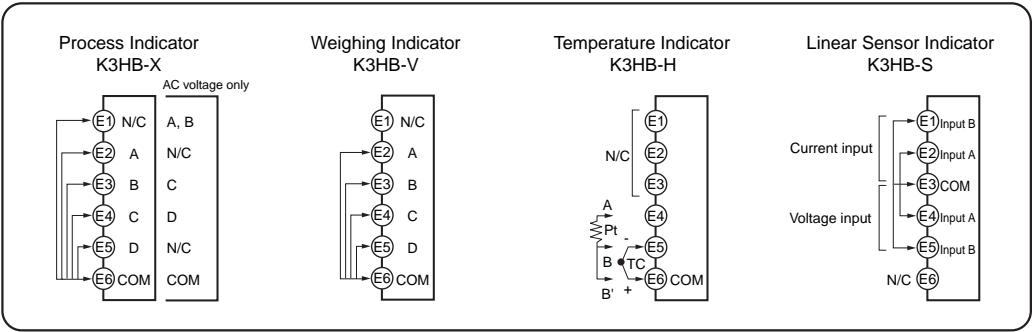 Process Indicator
K3HB-X
AC voltage only
E1 N/C A, B
E2 A N/C
E3 B C
E4 C D
E5 D N/C
E6 COM COM
Weighing Indicator
K3HB-V
E1 N/C
E2 A
E3 B
E4 C
E5 D
E6 COM
Temperature Indicator
K3HB-H
E1
N/C E2
E3
A E4
Pt
- E5
B TC
E6 COM
B' +
Linear Sensor Indicator
K3HB-S
E1 Input B
Current input
E2 Input A
E3 COM
Voltage input
E4 Input A
E5 Input B
N/C E6